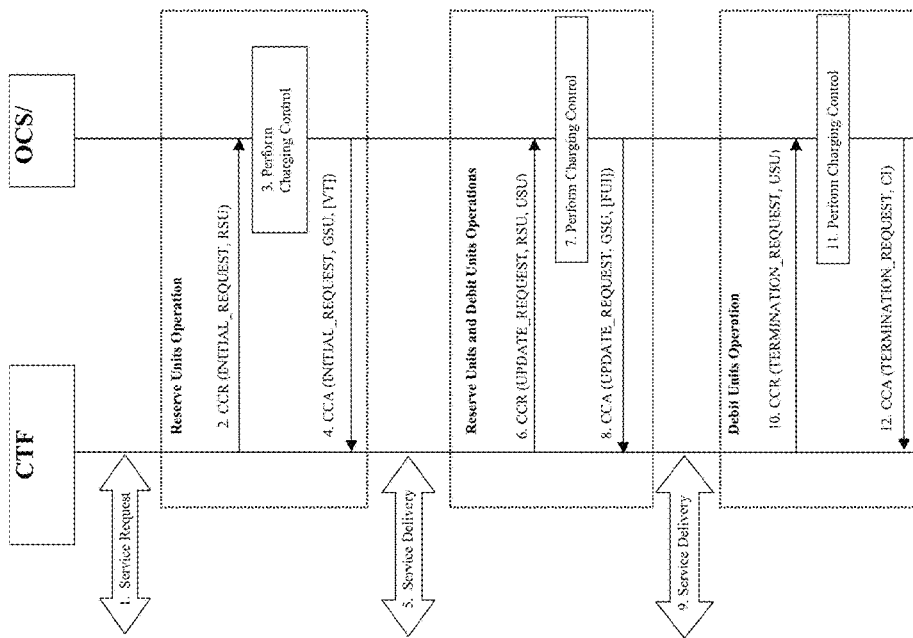 CTF
OCS/
1. Service Request
Reserve Units Operation
2. CCR (INITIAL_REQUEST, RSU)
3. Perform
Charging Control
4. CCA (INITIAL_REQUEST, GSU, [VT])
5. Service Delivery
Reserve Units and Debit Units Operations
6. CCR (UPDATE_REQUEST, RSU, USU)
7. Perform Charging Control
8. CCA (UPDATE_REQUEST, GSU, [FUI])
9. Service Delivery
Debit Units Operation
10. CCR (TERMINATION_REQUEST, USU)
11. Perform Charging Control
12. CCA (TERMINATION_REQUEST, CI)